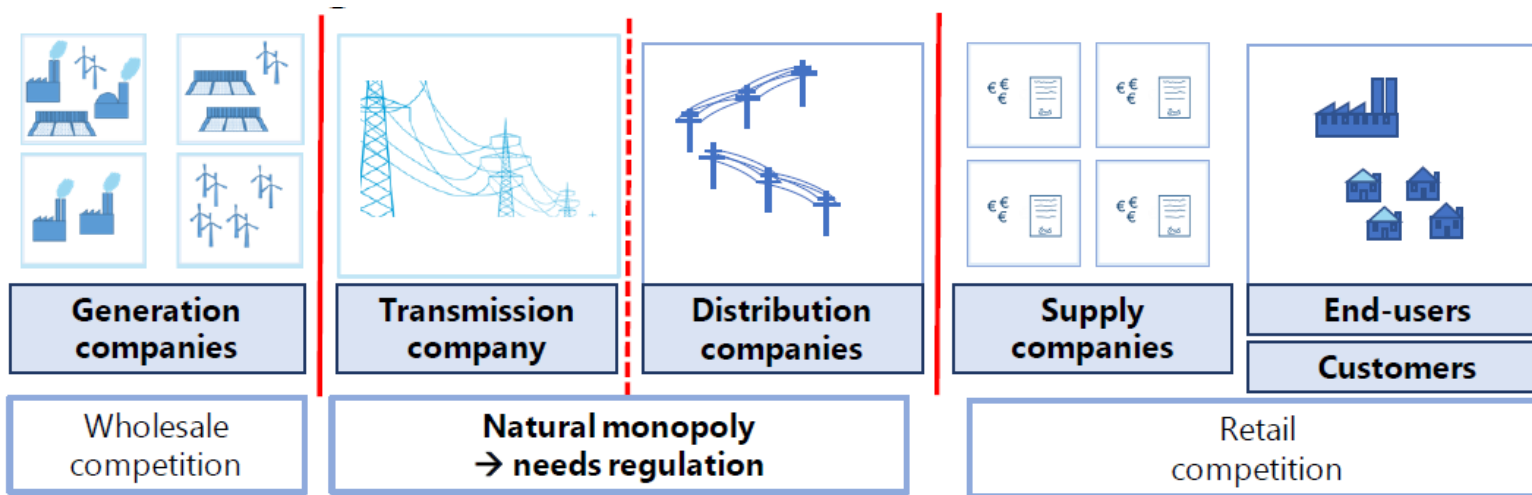 € €
€
€ €
€
€ €
€
€ €
€
Generation
companies
Transmission
company
Distribution
companies
Supply
companies
End-users
Customers
Wholesale
competition
Natural monopoly
→ needs regulation
Retail
competition